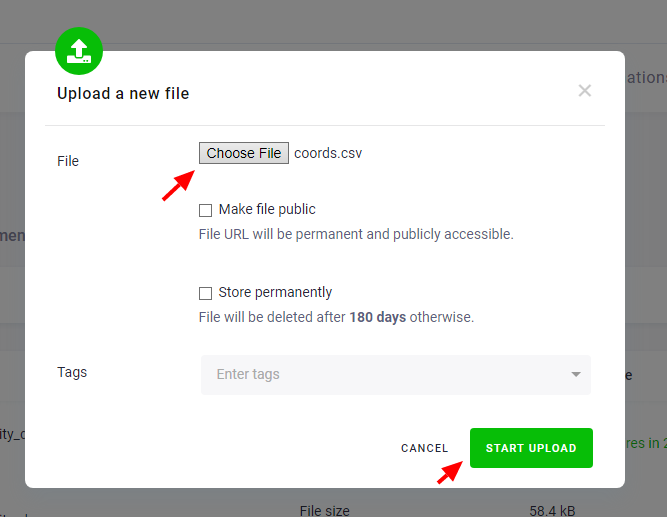 ations
Upload a new file
File
Choose File coords.csv
Make file public
File URL will be permanent and publicly accessible.
men
Store permanently
File will be deleted after 180 days otherwise.
Tags
Enter tags
e
ity_c
CANCEL
START UPLOAD
res in 2
File size
58.4 kB